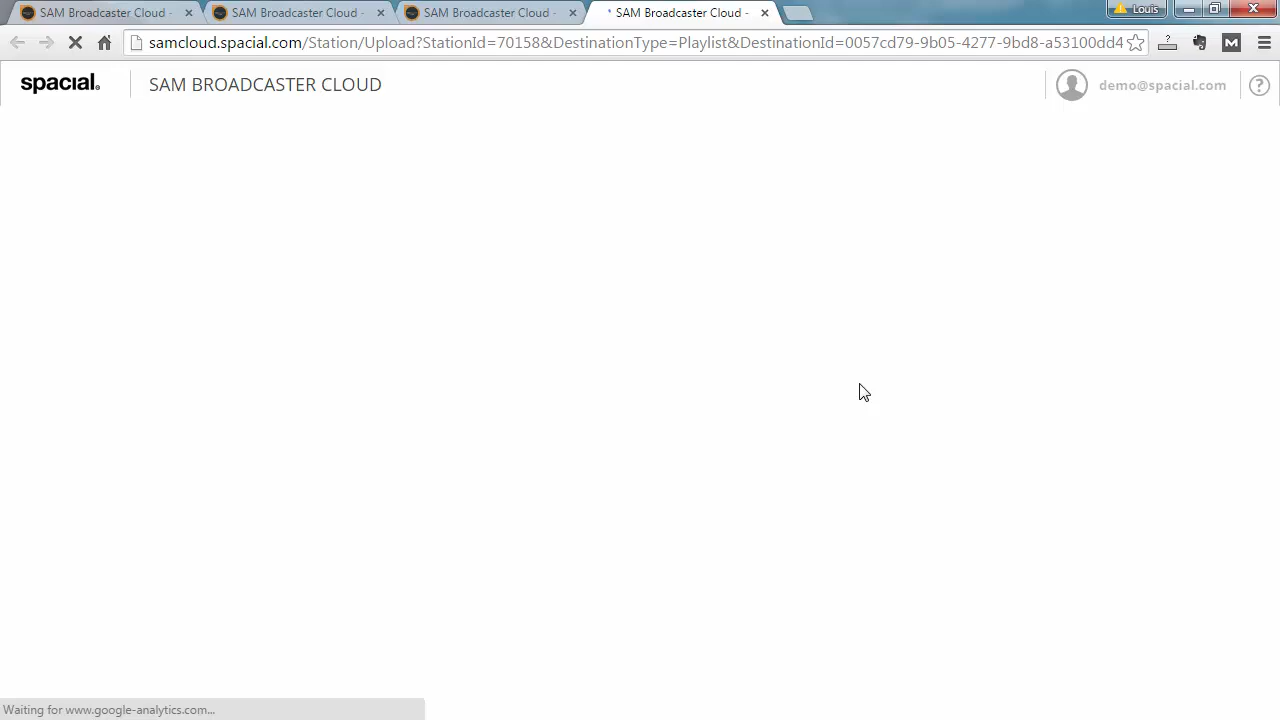 SAM Broadcaster Cloud - SAM Broadcaster Cloud - SAM Broadcaster Cloud - SAM Broadcaster Cloud - Louis
samcloud.spacial.com/Station/Upload?StationId=70158&DestinationType=Playlist&DestinationId=0057cd79-9b05-4277-9bd8-a53100dd4
spacial. SAM BROADCASTER CLOUD demo@spacial.com ?
Waiting for www.google-analytics.com...